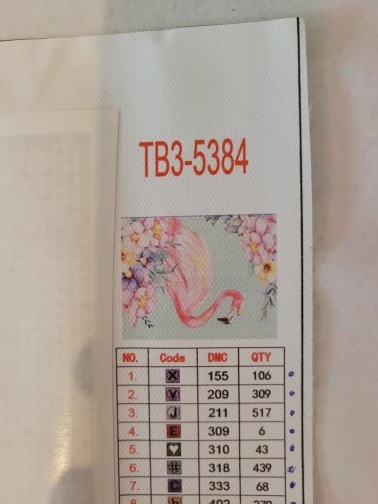 TB3-5384
NO. Code DMC QTY
1. X 155 106
2. Y 209 309
3. J 211 517
4. E 309 6
5. ♥ 310 43
6. # 318 439
7. C 333 68
8. h